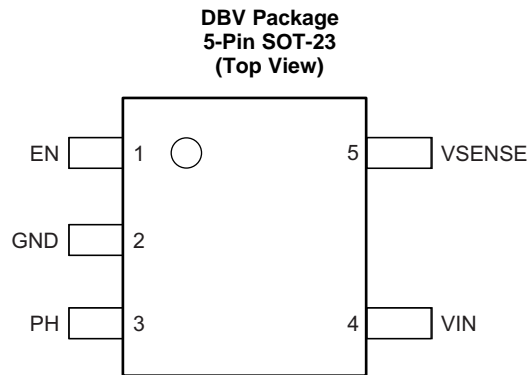 DBV Package
5-Pin SOT-23
(Top View)
EN 1 5 VSENSE
GND 2
PH 3 4 VIN